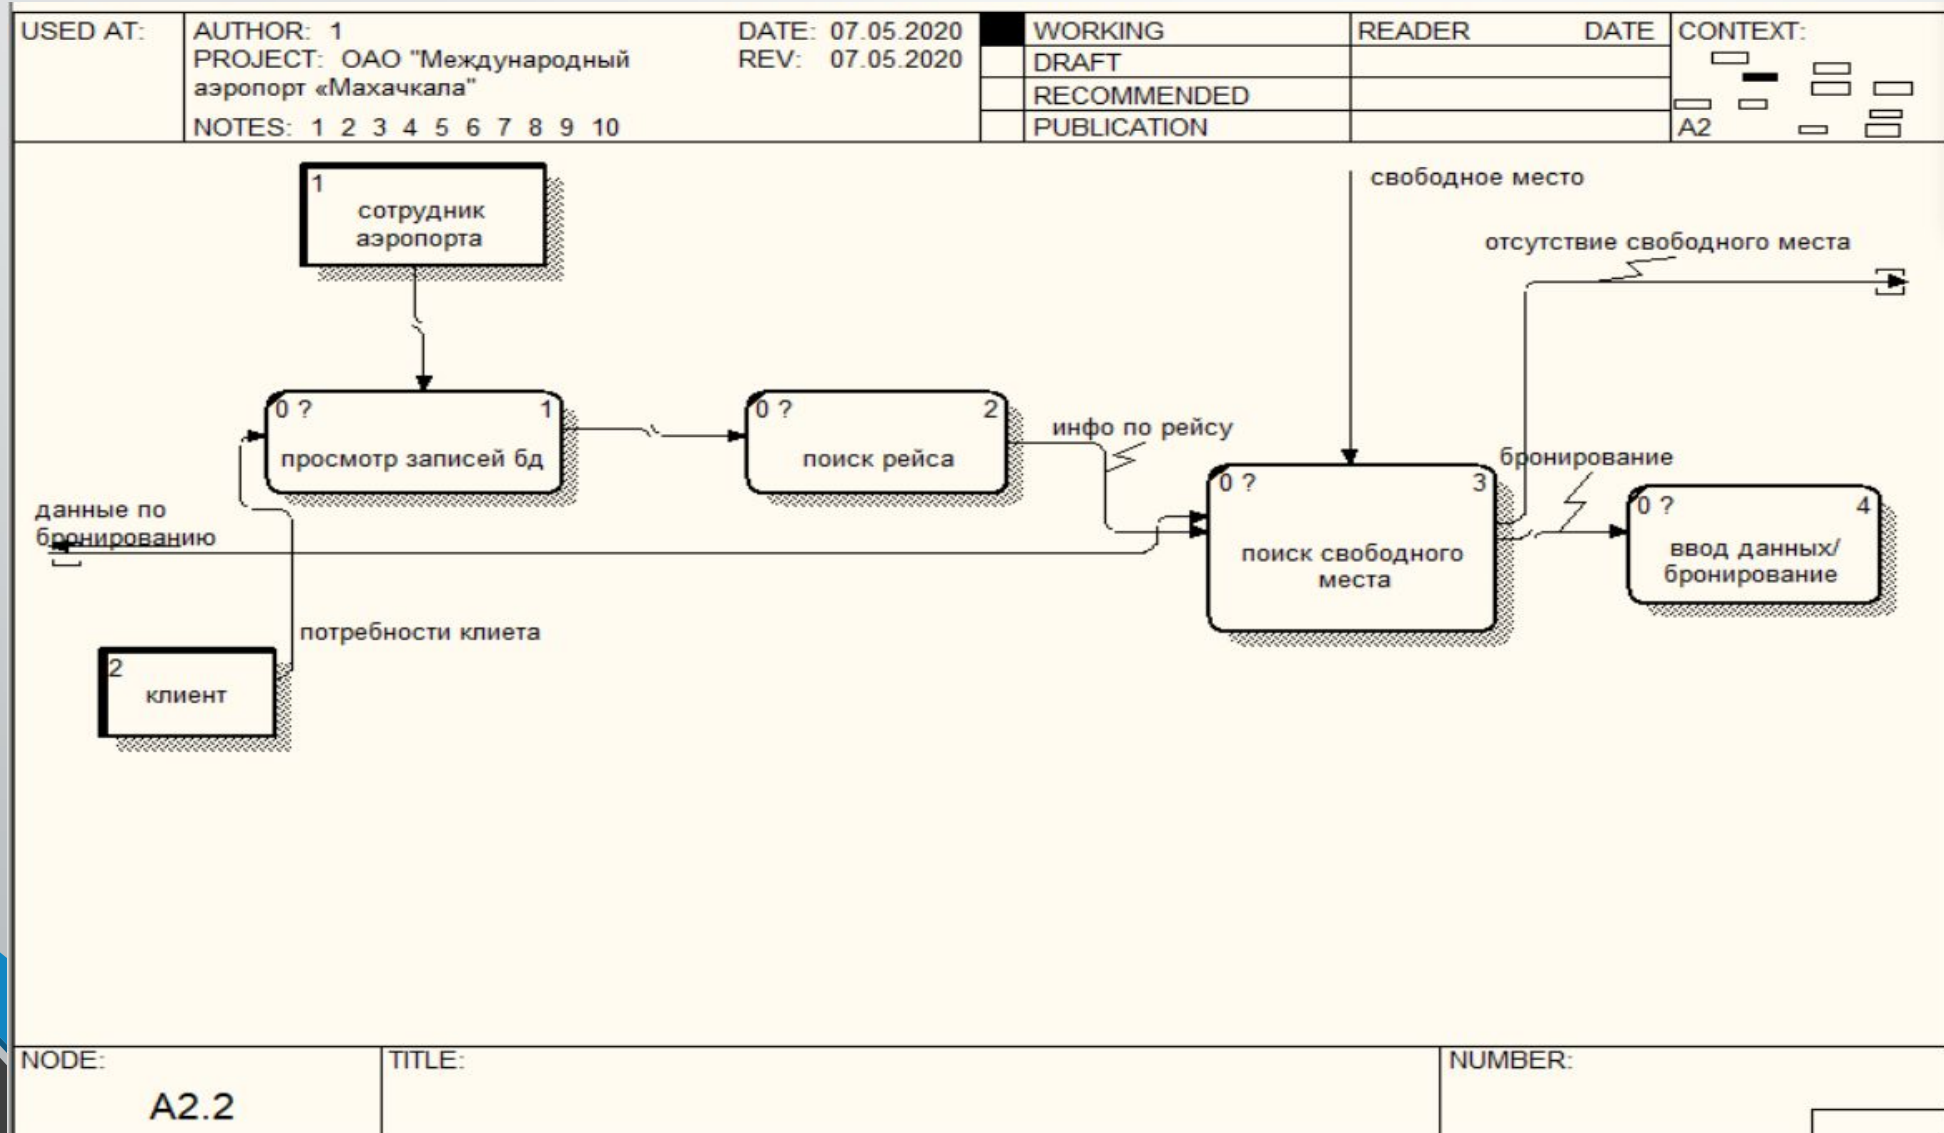 USED AT:
AUTHOR: 1
DATE: 07.05.2020
PROJECT: ОАО "Международный
аэропорт «Махачкала"
REV: 07.05.2020
NOTES: 1 2 3 4 5 6 7 8 9 10
WORKING
DRAFT
RECOMMENDED
PUBLICATION
READER DATE
CONTEXT:
A2
1
сотрудник
аэропорта
свободное место
отсутствие свободного места
0 ? 1
просмотр записей бд
0 ? 2
поиск рейса
инфо по рейсу
бронирование
0 ? 3
поиск свободного
места
0 ? 4
ввод данных/
бронирование
данные по
бронированию
потребности клиета
2
клиент
NODE:
A2.2
TITLE:
NUMBER: